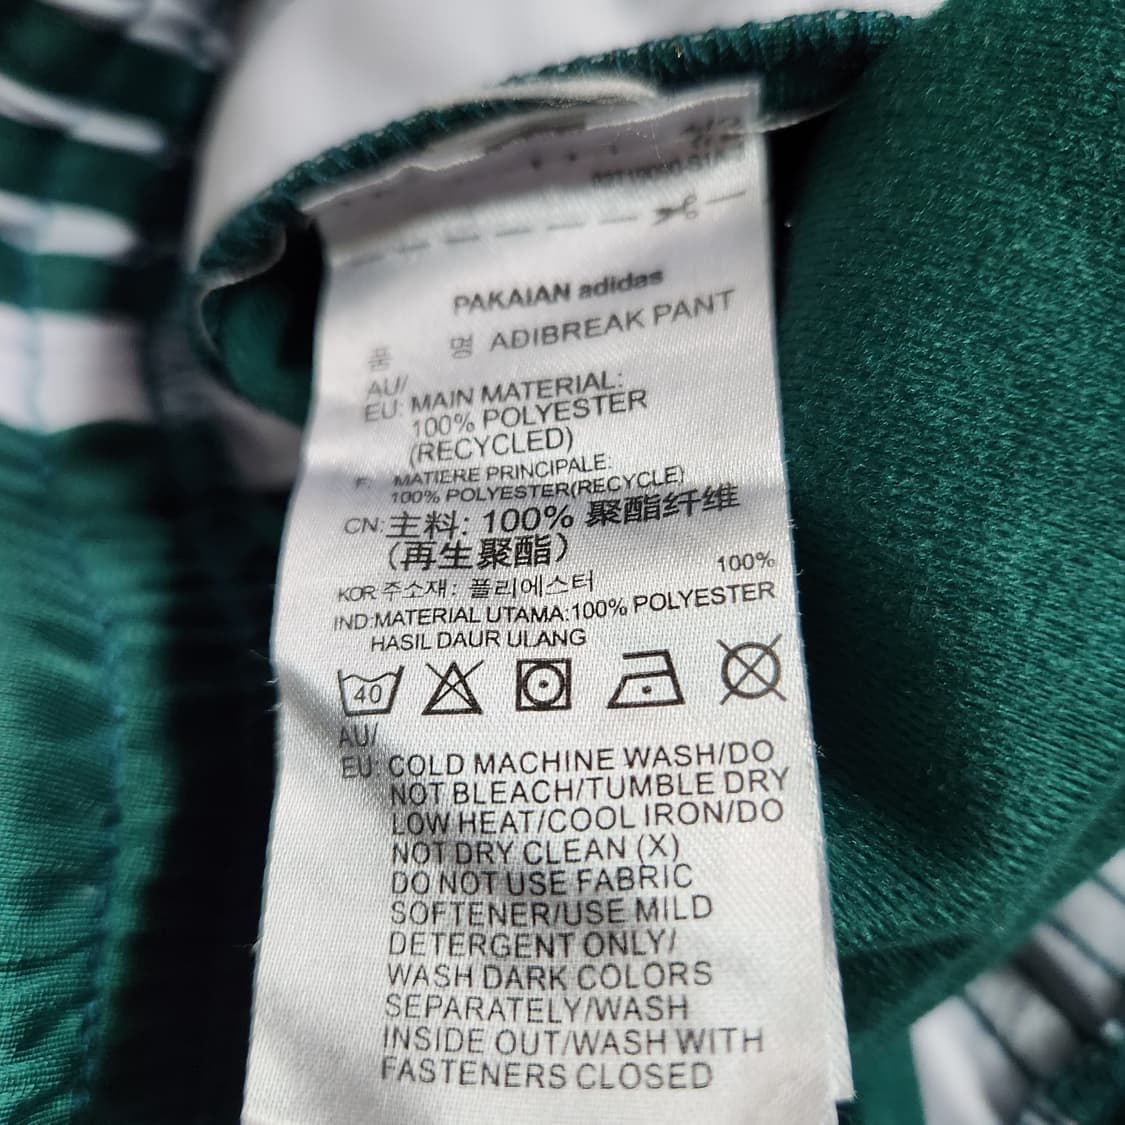 PAKAIAN adidas
품 명 ADIBREAK PANT
AU/
EU: MAIN MATERIAL:
100% POLYESTER
(RECYCLED)
F: MATIERE PRINCIPALE:
100% POLYESTER(RECYCLE)
CN: 主料: 100% 聚酯纤维
(再生聚酯)
100%
KOR 주소재: 폴리에스터
IND:MATERIAL UTAMA:100% POLYESTER
HASIL DAUR ULANG
40
AU/
EU: COLD MACHINE WASH/DO
NOT BLEACH/TUMBLE DRY
LOW HEAT/COOL IRON/DO
NOT DRY CLEAN (X)
DO NOT USE FABRIC
SOFTENER/USE MILD
DETERGENT ONLY/
WASH DARK COLORS
SEPARATELY/WASH
INSIDE OUT/WASH WITH
FASTENERS CLOSED